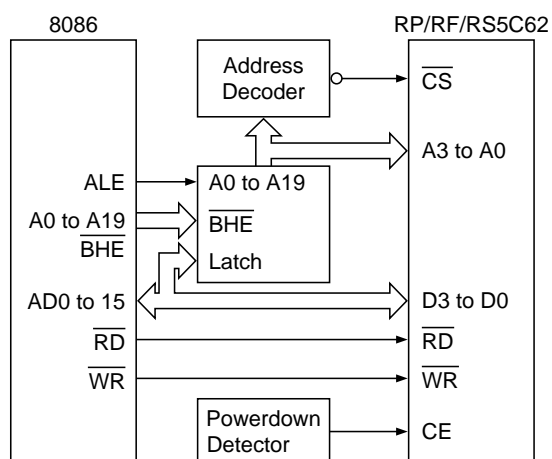 8086
RP/RF/RS5C62
Address
Decoder
CS
A3 to A0
ALE
A0 to A19
A0 to A19
BHE
BHE
Latch
AD0 to 15
D3 to D0
RD
RD
WR
WR
Powerdown
Detector
CE